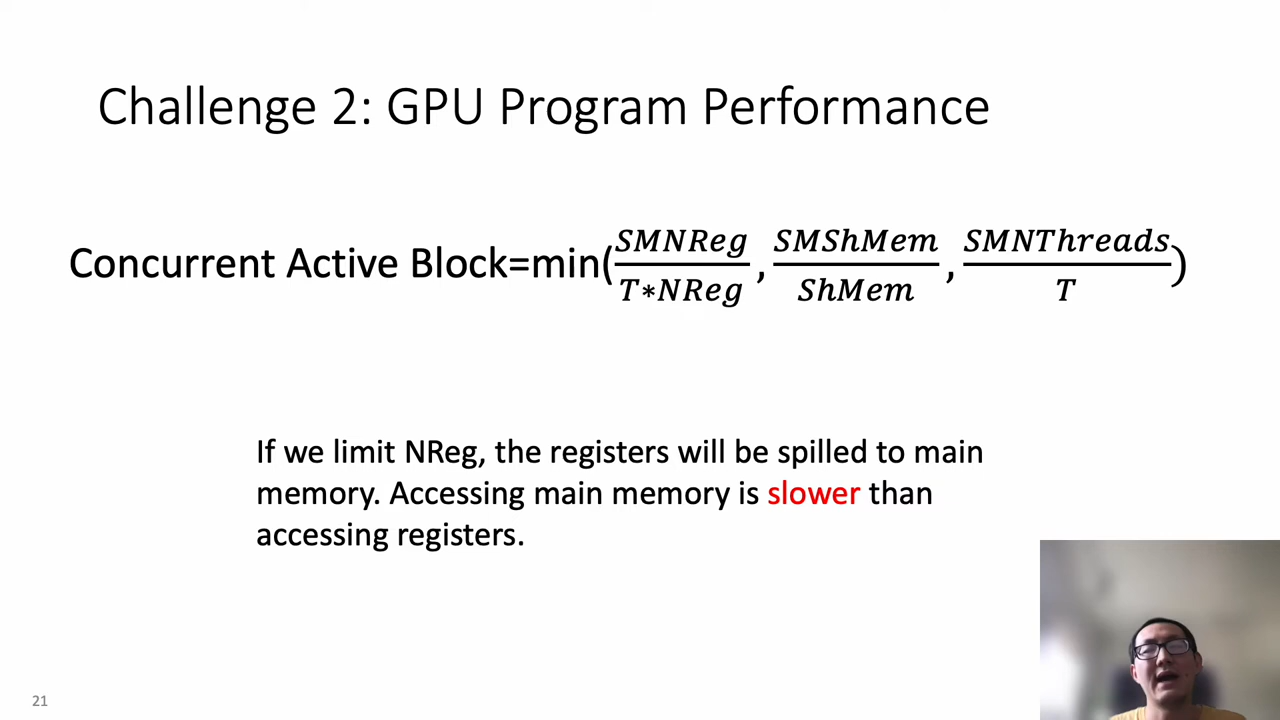 Challenge 2: GPU Program Performance
Concurrent Active Block=min(SMNReg/T*NReg, SMShMem/ShMem, SMNThreads/T)
If we limit NReg, the registers will be spilled to main
memory. Accessing main memory is slower than
accessing registers.
21